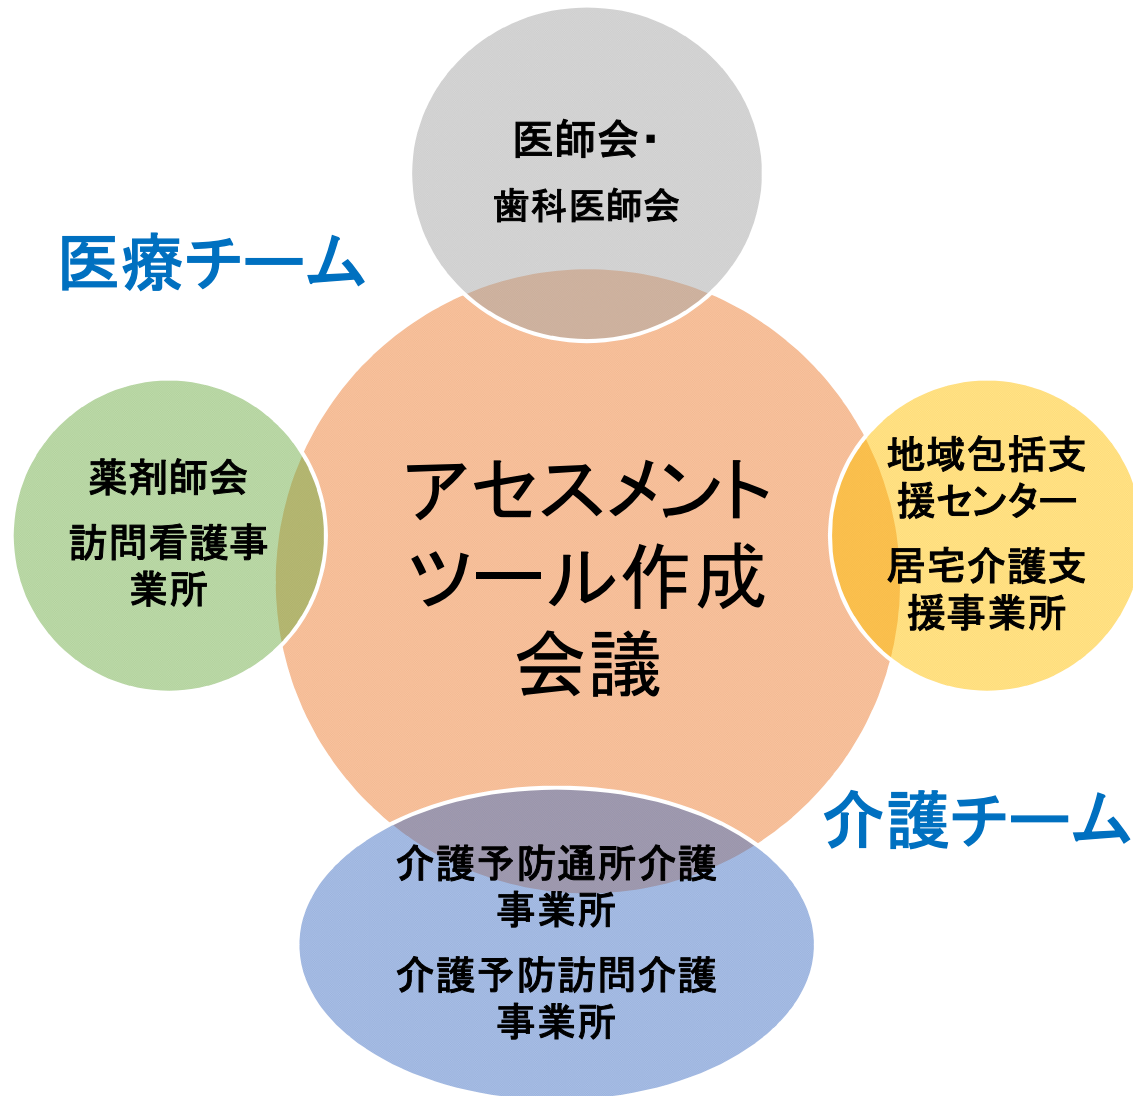 医師会・
歯科医師会
医療チーム
薬剤師会
訪問看護事
業所
アセスメント
ツール作成
会議
地域包括支
援センター
居宅介護支
援事業所
介護チーム
介護予防通所介護
事業所
介護予防訪問介護
事業所